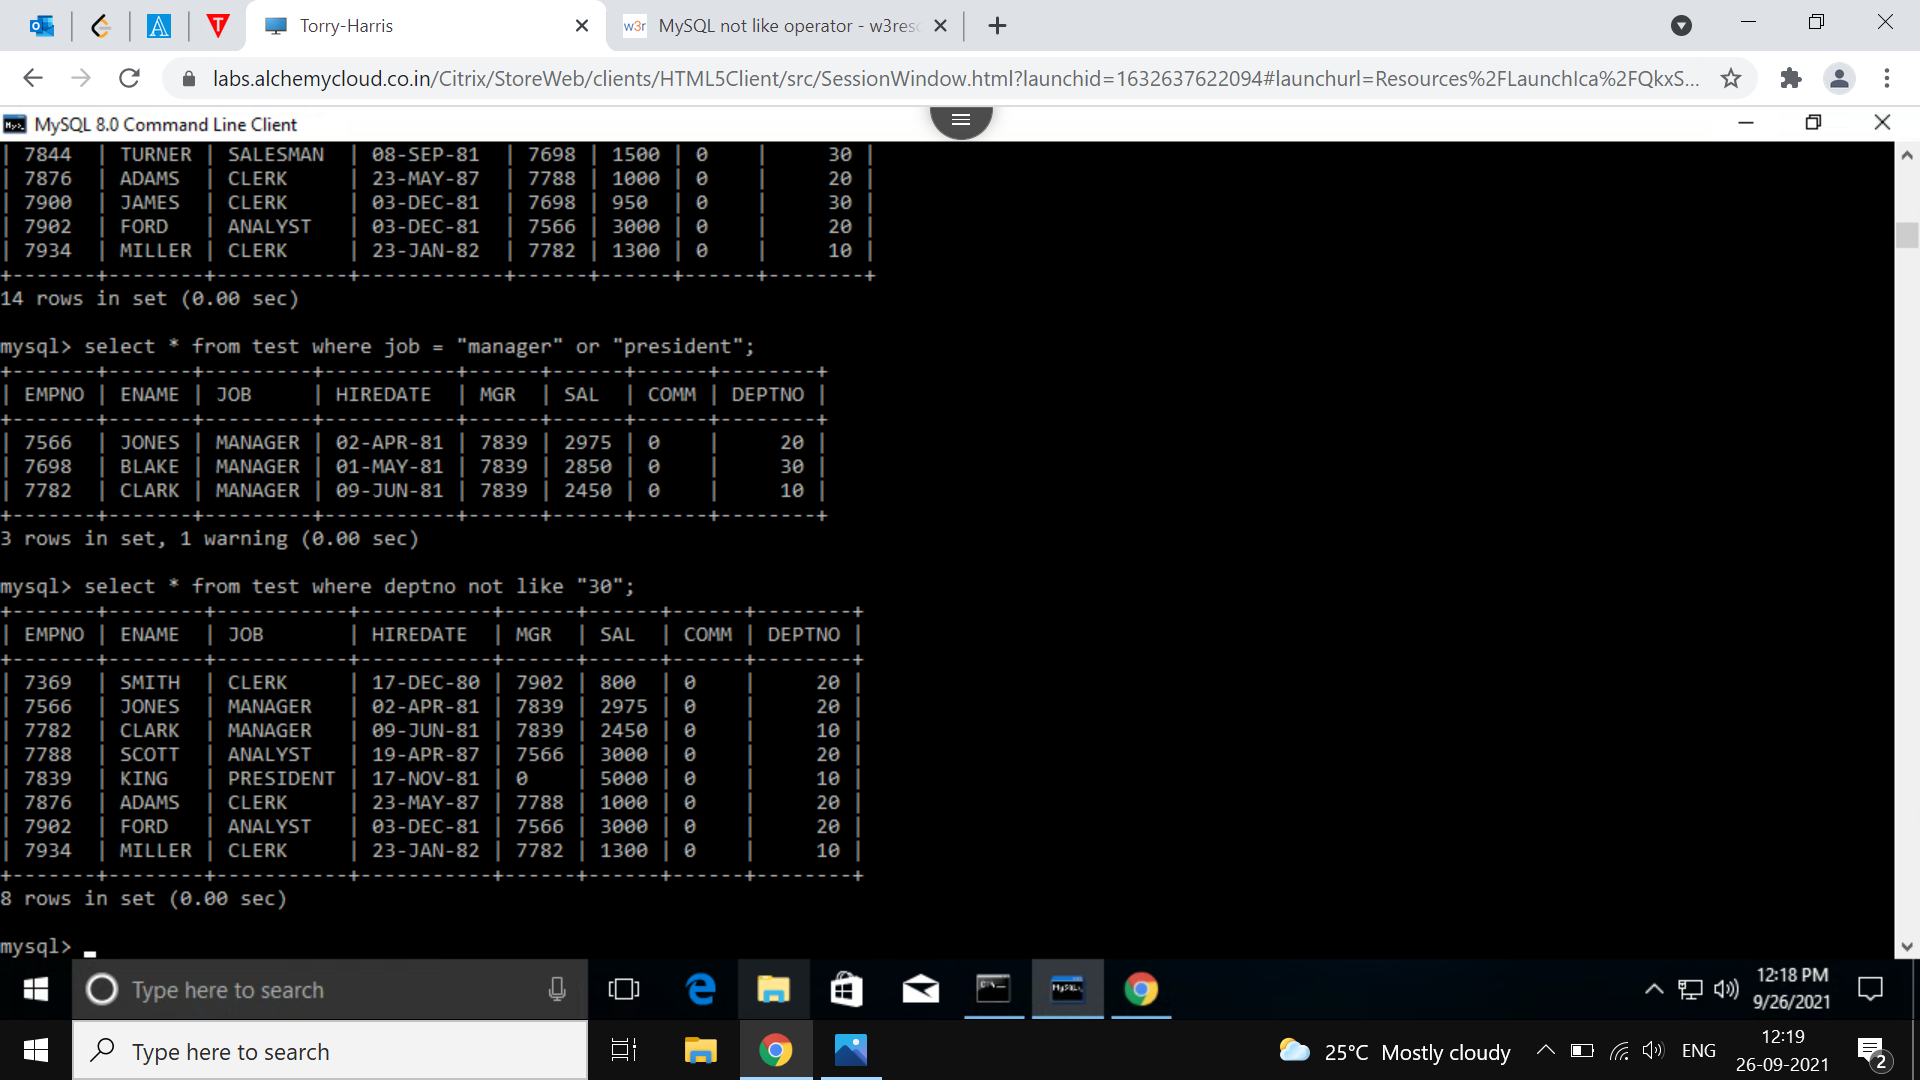 Torry-Harris
w3r MySQL not like operator - w3resc
labs.alchemycloud.co.in/Citrix/StoreWeb/clients/HTML5Client/src/SessionWindow.html?launchid=1632637622094#launchurl=Resources%2FLaunchIca%2FQkxS...
MySQL 8.0 Command Line Client
| 7844 | TURNER | SALESMAN | 08-SEP-81 | 7698 | 1500 | 0 | 30 |
| 7876 | ADAMS | CLERK | 23-MAY-87 | 7788 | 1000 | 0 | 20 |
| 7900 | JAMES | CLERK | 03-DEC-81 | 7698 | 950 | 0 | 30 |
| 7902 | FORD | ANALYST | 03-DEC-81 | 7566 | 3000 | 0 | 20 |
| 7934 | MILLER | CLERK | 23-JAN-82 | 7782 | 1300 | 0 | 10 |
+-------+--------+-----------+------------+------+------+------+--------+
14 rows in set (0.00 sec)
mysql> select * from test where job = "manager" or "president";
+-------+-------+---------+-----------+------+------+------+--------+
| EMPNO | ENAME | JOB | HIREDATE | MGR | SAL | COMM | DEPTNO |
+-------+-------+---------+-----------+------+------+------+--------+
| 7566 | JONES | MANAGER | 02-APR-81 | 7839 | 2975 | 0 | 20 |
| 7698 | BLAKE | MANAGER | 01-MAY-81 | 7839 | 2850 | 0 | 30 |
| 7782 | CLARK | MANAGER | 09-JUN-81 | 7839 | 2450 | 0 | 10 |
+-------+-------+---------+-----------+------+------+------+--------+
3 rows in set, 1 warning (0.00 sec)
mysql> select * from test where deptno not like "30";
+-------+--------+-----------+-----------+------+------+------+--------+
| EMPNO | ENAME | JOB | HIREDATE | MGR | SAL | COMM | DEPTNO |
+-------+--------+-----------+-----------+------+------+------+--------+
| 7369 | SMITH | CLERK | 17-DEC-80 | 7902 | 800 | 0 | 20 |
| 7566 | JONES | MANAGER | 02-APR-81 | 7839 | 2975 | 0 | 20 |
| 7782 | CLARK | MANAGER | 09-JUN-81 | 7839 | 2450 | 0 | 10 |
| 7788 | SCOTT | ANALYST | 19-APR-87 | 7566 | 3000 | 0 | 20 |
| 7839 | KING | PRESIDENT | 17-NOV-81 | 0 | 5000 | 0 | 10 |
| 7876 | ADAMS | CLERK | 23-MAY-87 | 7788 | 1000 | 0 | 20 |
| 7902 | FORD | ANALYST | 03-DEC-81 | 7566 | 3000 | 0 | 20 |
| 7934 | MILLER | CLERK | 23-JAN-82 | 7782 | 1300 | 0 | 10 |
+-------+--------+-----------+-----------+------+------+------+--------+
8 rows in set (0.00 sec)
mysql> _
Type here to search
12:18 PM
9/26/2021
Type here to search
25°C Mostly cloudy
ENG
12:19
26-09-2021
2